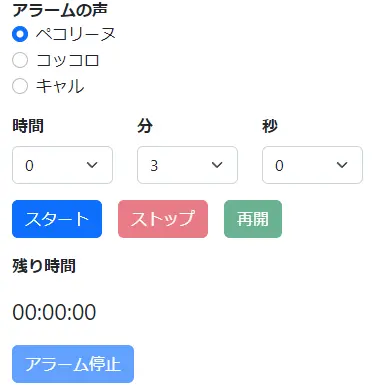 アラームの声
ペコリーヌ
コッコロ
キャル
時間 分 秒
0 3 0
スタート ストップ 再開
残り時間
00:00:00
アラーム停止